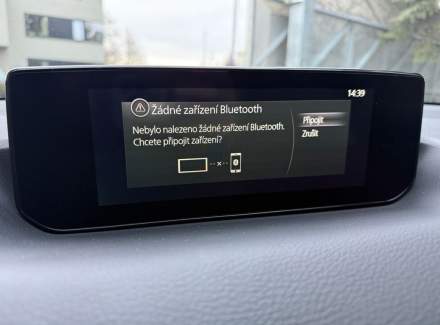 14:39
Žádné zařízení Bluetooth
Nebylo nalezeno žádné zařízení Bluetooth.
Chcete připojit zařízení?
Připojit
Zrušit